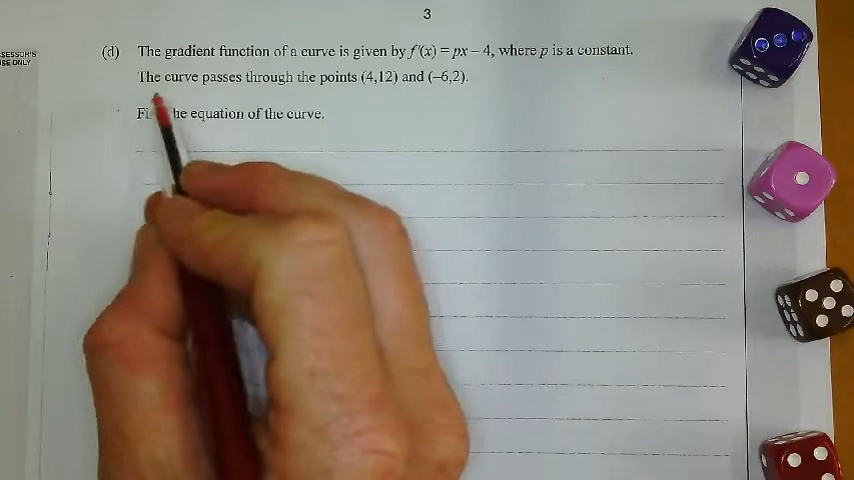 3
SESSOR'S
SE ONLY
(d) The gradient function of a curve is given by f'(x) = px – 4, where p is a constant.
The curve passes through the points (4,12) and (–6,2).
equation of the curve.